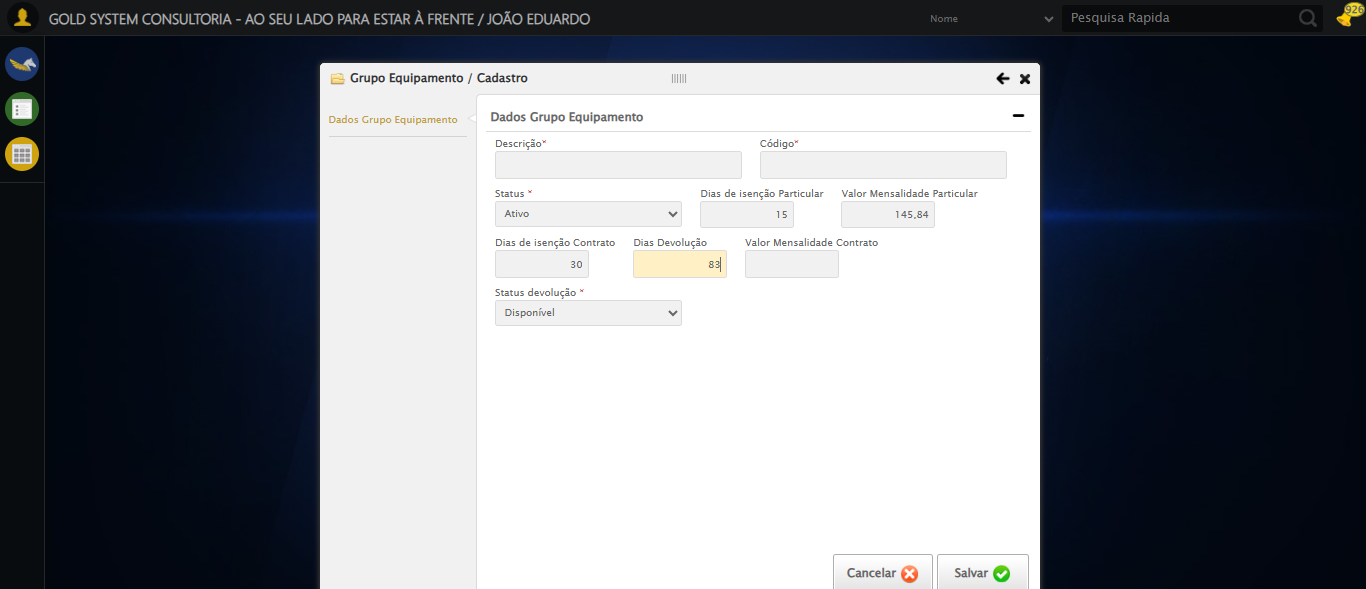 GOLD SYSTEM CONSULTORIA - AO SEU LADO PARA ESTAR À FRENTE / JOÃO EDUARDO
Nome
Pesquisa Rapida
926
Grupo Equipamento / Cadastro
Dados Grupo Equipamento
Dados Grupo Equipamento
Descrição* Código*
Status * Dias de isenção Particular Valor Mensalidade Particular
Ativo 15 145,84
Dias de isenção Contrato Dias Devolução Valor Mensalidade Contrato
30 83
Status devolução *
Disponível
Cancelar Salvar